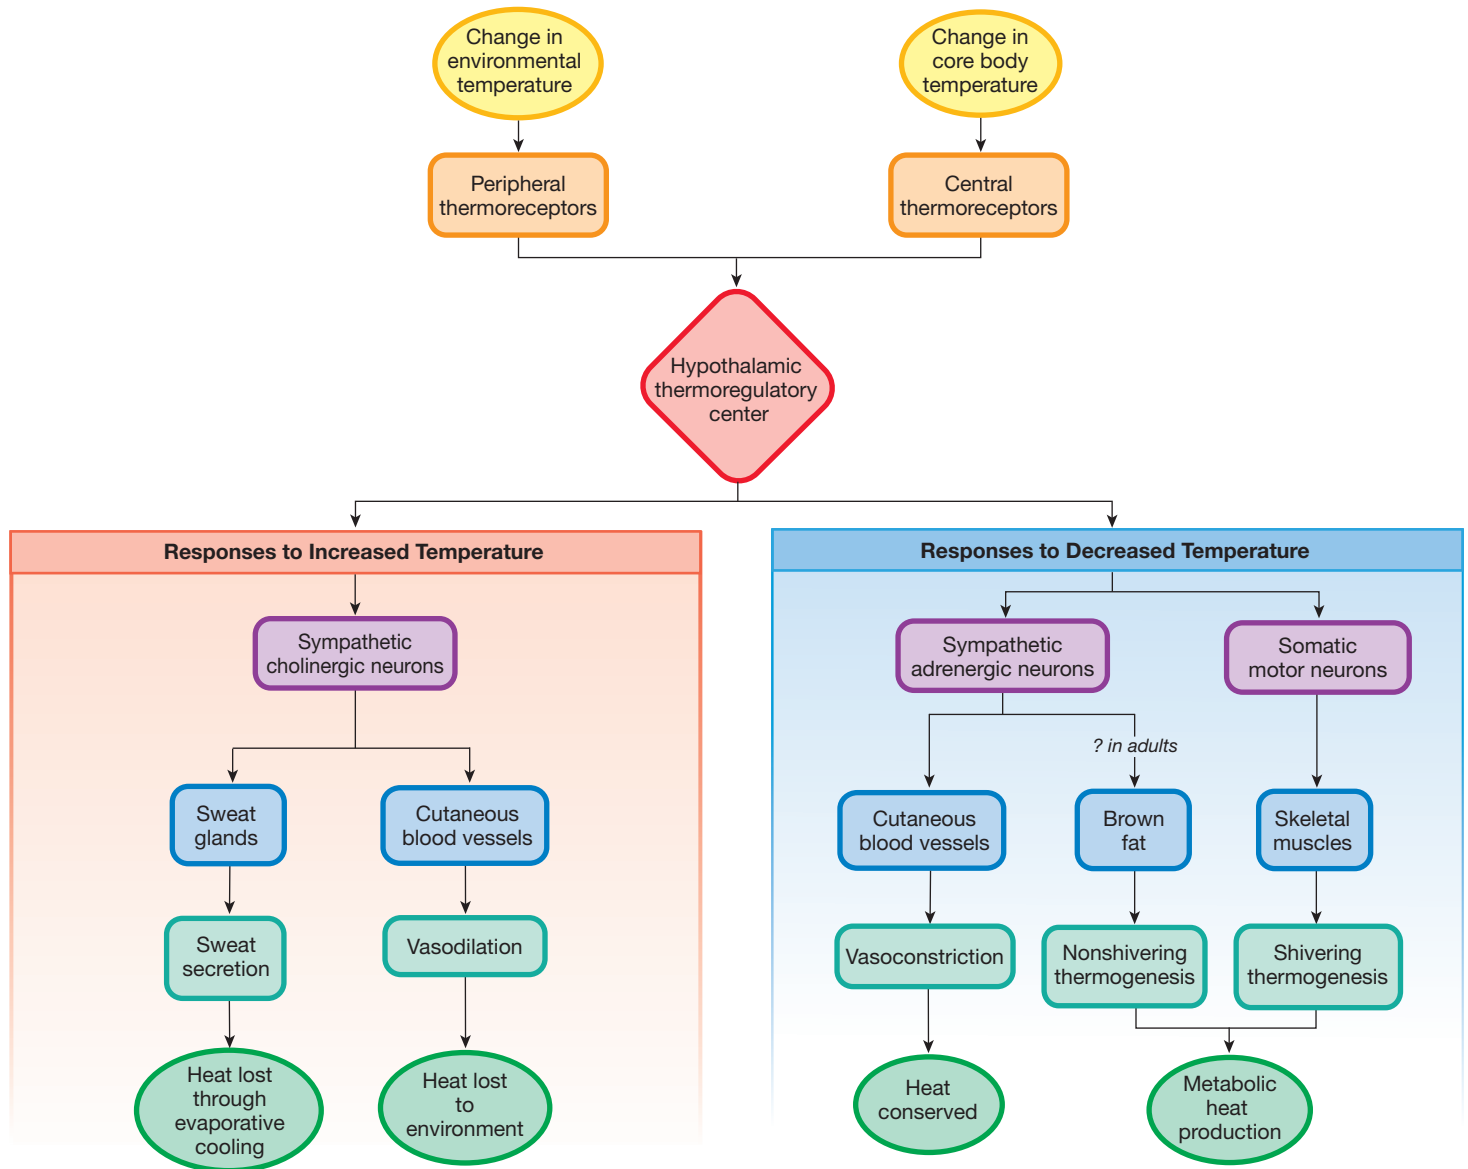 Change in
environmental
temperature
Change in
core body
temperature
Peripheral
thermoreceptors
Central
thermoreceptors
Hypothalamic
thermoregulatory
center
Responses to Increased Temperature
Responses to Decreased Temperature
Sympathetic
cholinergic neurons
Sympathetic
adrenergic neurons
Somatic
motor neurons
? in adults
Sweat
glands
Cutaneous
blood vessels
Cutaneous
blood vessels
Brown
fat
Skeletal
muscles
Sweat
secretion
Vasodilation
Vasoconstriction
Nonshivering
thermogenesis
Shivering
thermogenesis
Heat lost
through
evaporative
cooling
Heat lost
to
environment
Heat
conserved
Metabolic
heat
production